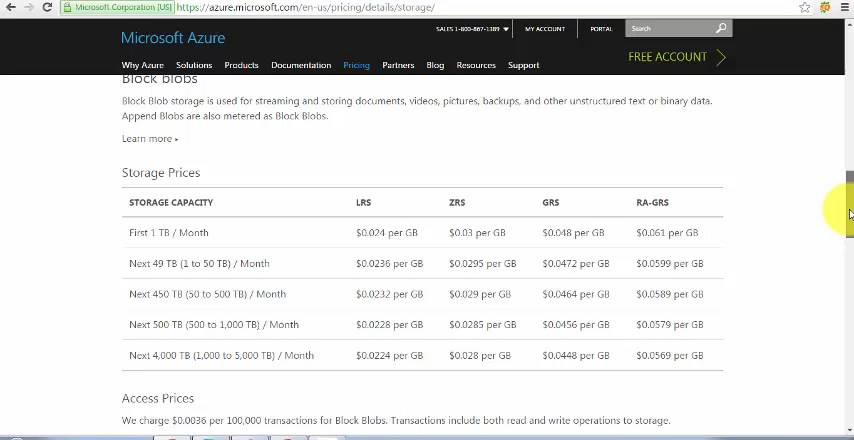 Microsoft Corporation [US] https://azure.microsoft.com/en-us/pricing/details/storage/
SALES 1-800-867-1389 MY ACCOUNT PORTAL Search
Microsoft Azure
FREE ACCOUNT
Why Azure Solutions Products Documentation Pricing Partners Blog Resources Support
Block blobs
Block Blob storage is used for streaming and storing documents, videos, pictures, backups, and other unstructured text or binary data.
Append Blobs are also metered as Block Blobs.
Learn more
Storage Prices
STORAGE CAPACITY LRS ZRS GRS RA-GRS
First 1 TB / Month $0.024 per GB $0.03 per GB $0.048 per GB $0.061 per GB
Next 49 TB (1 to 50 TB) / Month $0.0236 per GB $0.0295 per GB $0.0472 per GB $0.0599 per GB
Next 450 TB (50 to 500 TB) / Month $0.0232 per GB $0.029 per GB $0.0464 per GB $0.0589 per GB
Next 500 TB (500 to 1,000 TB) / Month $0.0228 per GB $0.0285 per GB $0.0456 per GB $0.0579 per GB
Next 4,000 TB (1,000 to 5,000 TB) / Month $0.0224 per GB $0.028 per GB $0.0448 per GB $0.0569 per GB
Access Prices
We charge $0.0036 per 100,000 transactions for Block Blobs. Transactions include both read and write operations to storage.